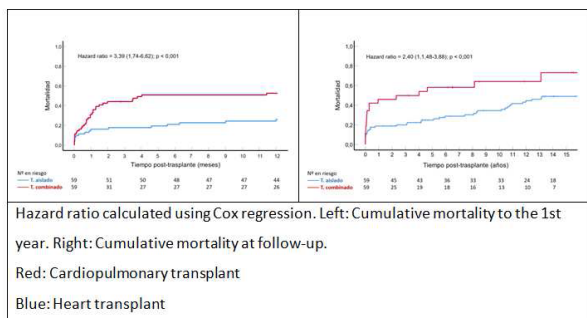 Hazard ratio = 3,39 (1,74-6,62); p < 0,001
Mortalidad
1,0
0,8
0,6
0,4
0,2
0,0
0 1 2 3 4 5 6 7 8 9 10 11 12
Tiempo post-trasplante (meses)
Nº en riesgo
T. aislado 59 51 50 48 47 47 44
T. combinado 59 31 27 27 27 27 26
Hazard ratio = 2,40 (1,1,48-3,88); p < 0,001
Mortalidad
1,0
0,8
0,6
0,4
0,2
0,0
0 1 2 3 4 5 6 7 8 9 10 11 12 13 14 15
Tiempo post-trasplante (años)
Nº en riesgo
T. aislado 59 45 43 36 33 33 24 18
T. combinado 59 25 19 18 16 13 10 7
Hazard ratio calculated using Cox regression. Left: Cumulative mortality to the 1st
year. Right: Cumulative mortality at follow-up.
Red: Cardiopulmonary transplant
Blue: Heart transplant